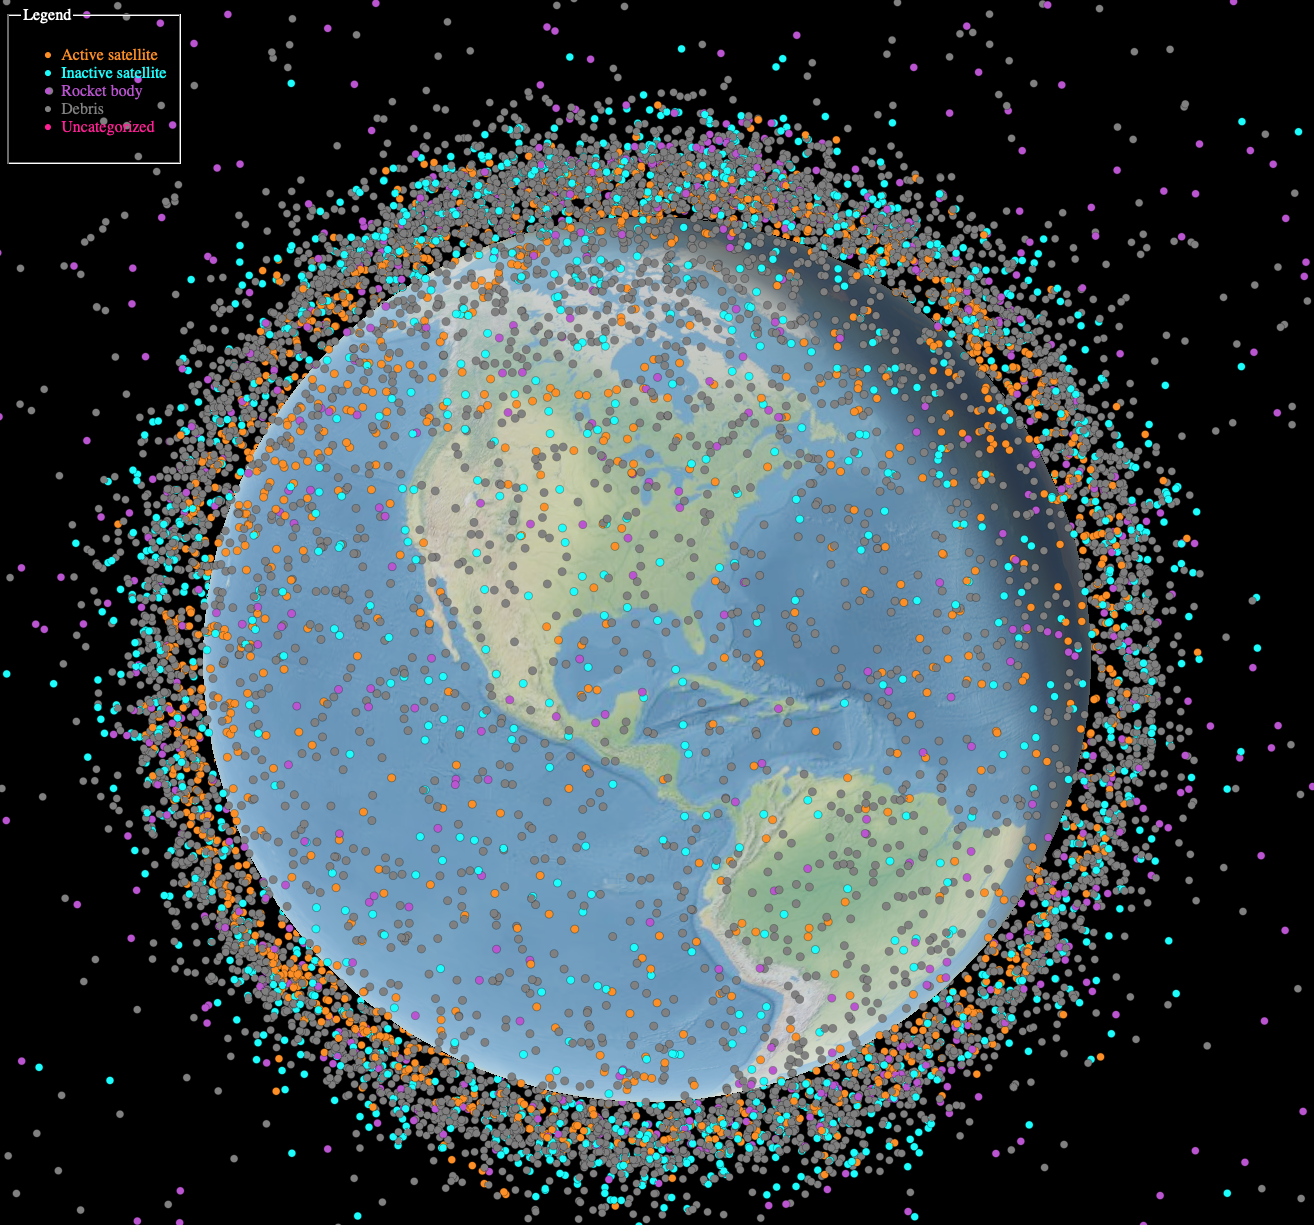 Legend
Active satellite
Inactive satellite
Rocket body
Debris
Uncategorized